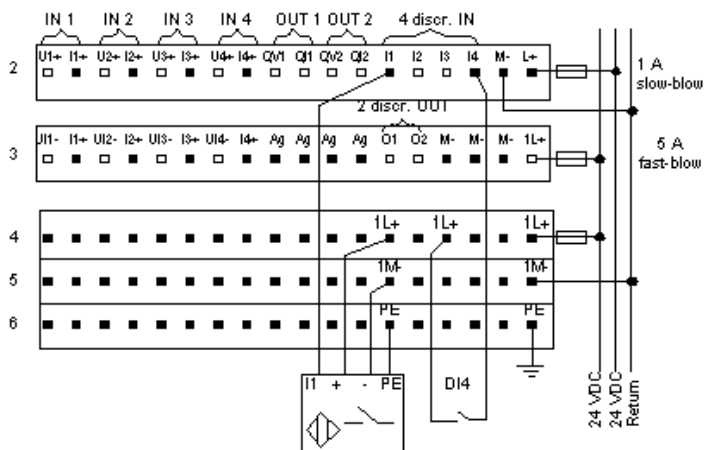 IN 1 IN 2 IN 3 IN 4 OUT 1 OUT 2 4 discr. IN
U1+ I1+ U2+ I2+ U3+ I3+ U4+ I4+ QV1 QI1 QV2 QI2 I1 I2 I3 I4 M- L+
2
1 A
slow-blow
2 discr. OUT
UI1- I1+ UI2- I2+ UI3- I3+ UI4- I4+ Ag Ag Ag Ag O1 O2 M- M- M- 1L+
3
5 A
fast-blow
1L+ 1L+ 1L+
4
1M- 1M-
5
PE PE
6
I1 + - PE DI4
24 VDC
24 VDC
Return